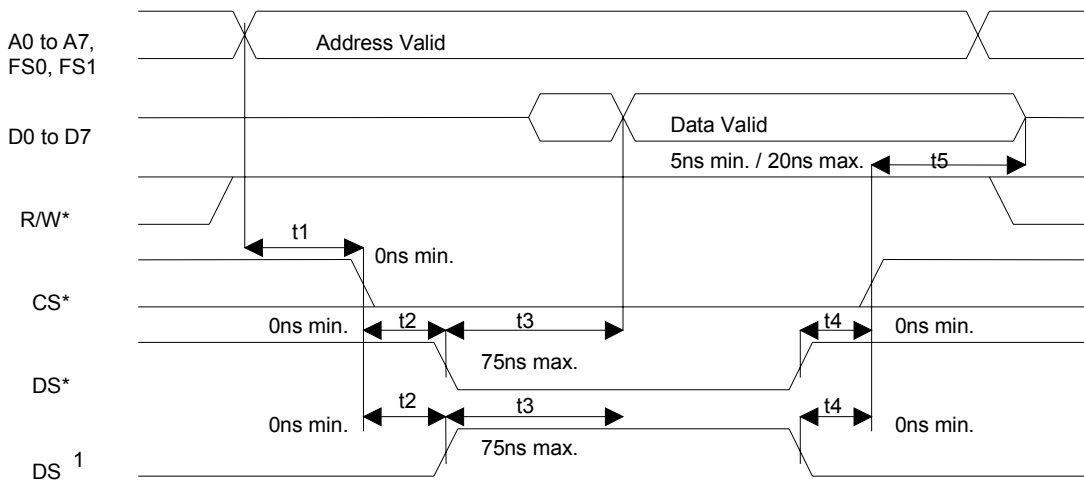 A0 to A7,
FS0, FS1
Address Valid
D0 to D7
Data Valid
5ns min. / 20ns max.
t5
R/W*
t1
0ns min.
CS*
0ns min.
t2
t3
t4
0ns min.
75ns max.
DS*
t2
t3
t4
0ns min.
0ns min.
75ns max.
DS 1